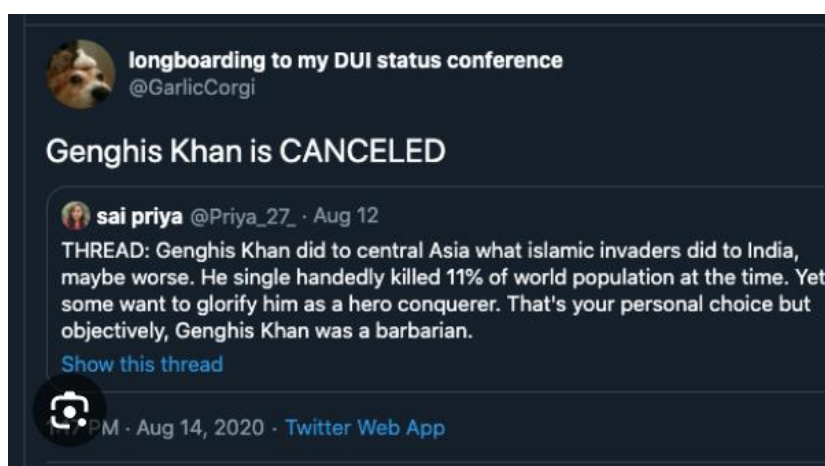 longboarding to my DUI status conference
@GarlicCorgi
Genghis Khan is CANCELED
sai priya @Priya_27_ · Aug 12
THREAD: Genghis Khan did to central Asia what islamic invaders did to India,
maybe worse. He single handedly killed 11% of world population at the time. Yet
some want to glorify him as a hero conquerer. That's your personal choice but
objectively, Genghis Khan was a barbarian.
Show this thread
PM · Aug 14, 2020 · Twitter Web App